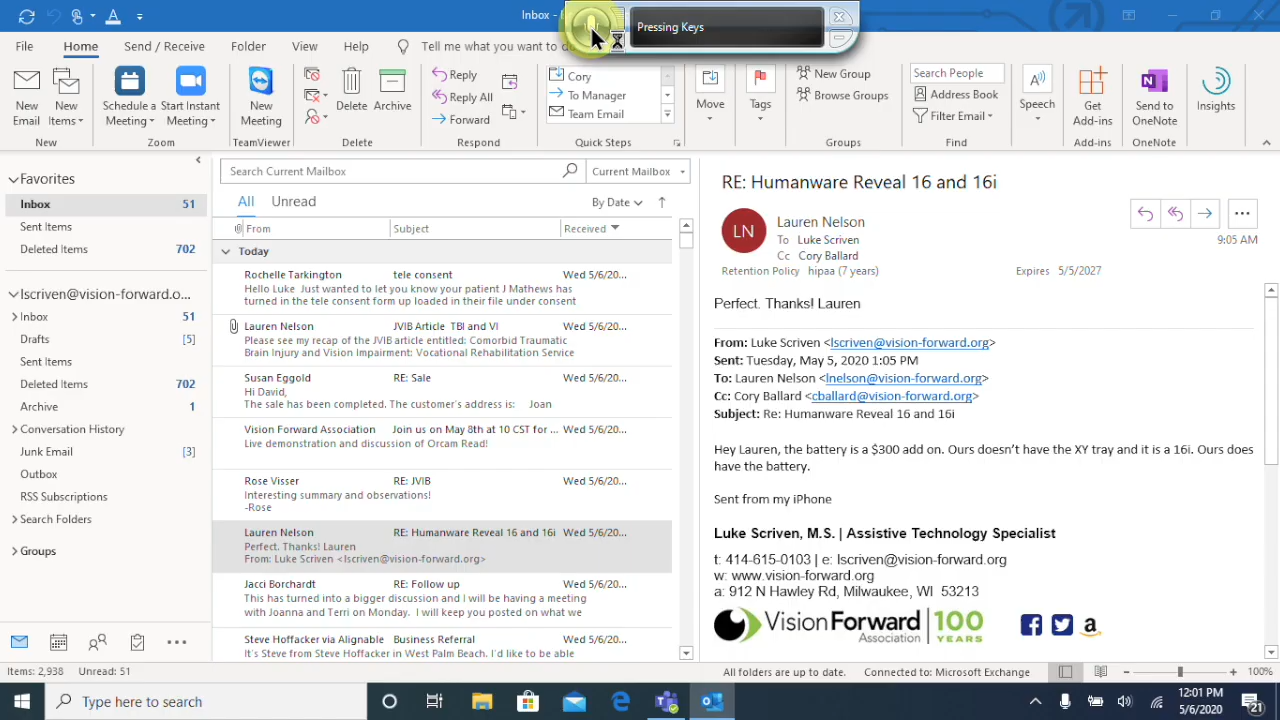 Inbox -
Pressing Keys
File Home Send / Receive Folder View Help Tell me what you want to d
New Email
New Items
New
Schedule a Meeting
Start Instant Meeting
Zoom
New Meeting
TeamViewer
Delete Archive
Delete
Reply
Reply All
Forward
Respond
Cory
To Manager
Team Email
Quick Steps
Move
Tags
New Group
Browse Groups
Groups
Search People
Address Book
Filter Email
Find
Speech
Get Add-ins
Add-ins
Send to OneNote
OneNote
Insights
Favorites
Inbox 51
Sent Items
Deleted Items 702
lscriven@vision-forward.o...
Inbox 51
Drafts [5]
Sent Items
Deleted Items 702
Archive 1
Conversation History
Junk Email [3]
Outbox
RSS Subscriptions
Search Folders
Groups
Search Current Mailbox Current Mailbox
All Unread By Date
From Subject Received
Today
Rochelle Tarkington tele consent Wed 5/6/20...
Hello Luke Just wanted to let you know your patient J Mathews has
turned in the tele consent form up loaded in their file under consent
Lauren Nelson JVIB Article TBI and VI Wed 5/6/20...
Please see my recap of the JVIB article entitled: Comorbid Traumatic
Brain Injury and Vision Impairment: Vocational Rehabilitation Service
Susan Eggold RE: Sale Wed 5/6/20...
Hi David,
The sale has been completed. The customer's address is: Joan
Vision Forward Association Join us on May 8th at 10 CST for ... Wed 5/6/20...
Live demonstration and discussion of Orcam Read!
Rose Visser RE: JVIB Wed 5/6/20...
Interesting summary and observations!
-Rose
Lauren Nelson RE: Humanware Reveal 16 and 16i Wed 5/6/20...
Perfect. Thanks! Lauren
From: Luke Scriven <lscriven@vision-forward.org>
Jacci Borchardt RE: Follow up Wed 5/6/20...
This has turned into a bigger discussion and I will be having a meeting
with Joanna and Terri on Monday. I will keep you posted on what we
Steve Hoffacker via Alignable Business Referral Wed 5/6/20...
It's Steve from Steve Hoffacker in West Palm Beach. I'd like to be able
RE: Humanware Reveal 16 and 16i
LN
Lauren Nelson
To Luke Scriven
Cc Cory Ballard
9:05 AM
Retention Policy hipaa (7 years) Expires 5/5/2027
Perfect. Thanks! Lauren
From: Luke Scriven <lscriven@vision-forward.org>
Sent: Tuesday, May 5, 2020 1:05 PM
To: Lauren Nelson <lnelson@vision-forward.org>
Cc: Cory Ballard <cballard@vision-forward.org>
Subject: Re: Humanware Reveal 16 and 16i
Hey Lauren, the battery is a $300 add on. Ours doesn't have the XY tray and it is a 16i. Ours does
have the battery.
Sent from my iPhone
Luke Scriven, M.S. | Assistive Technology Specialist
t: 414-615-0103 | e: lscriven@vision-forward.org
w: www.vision-forward.org
a: 912 N Hawley Rd, Milwaukee, WI 53213
VisionForward Association 100 YEARS
Items: 2,938 Unread: 51 All folders are up to date. Connected to: Microsoft Exchange 100%
Type here to search
12:01 PM
5/6/2020
21